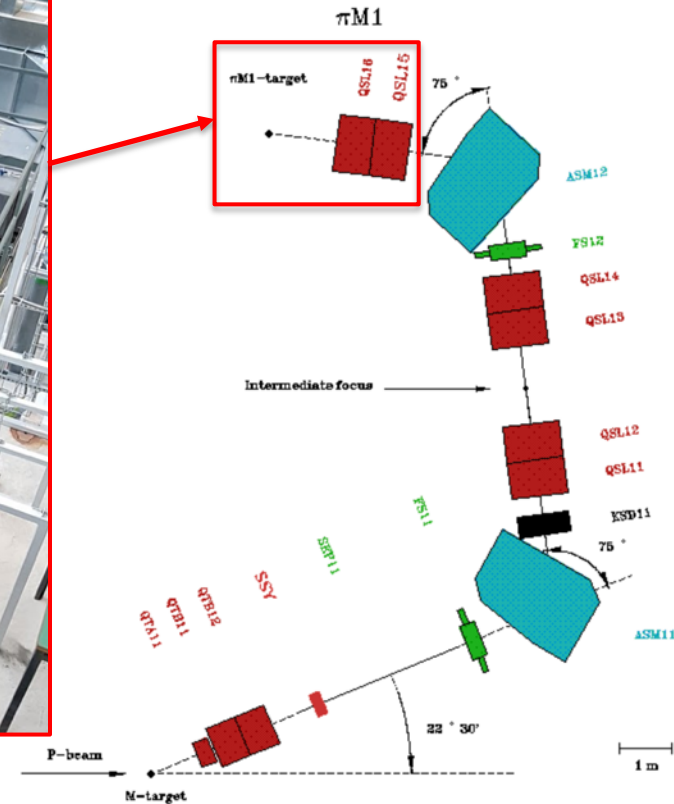 πM1
πM1-target
QSL16
QSL15
75 °
ASM12
FS12
QSL14
QSL13
Intermediate focus
QSL12
QSL11
KSD11
75 °
ASM11
FS11
SEP11
SSY
QTB12
QTB11
QTA11
22 ° 30'
P-beam
M-target
1 m